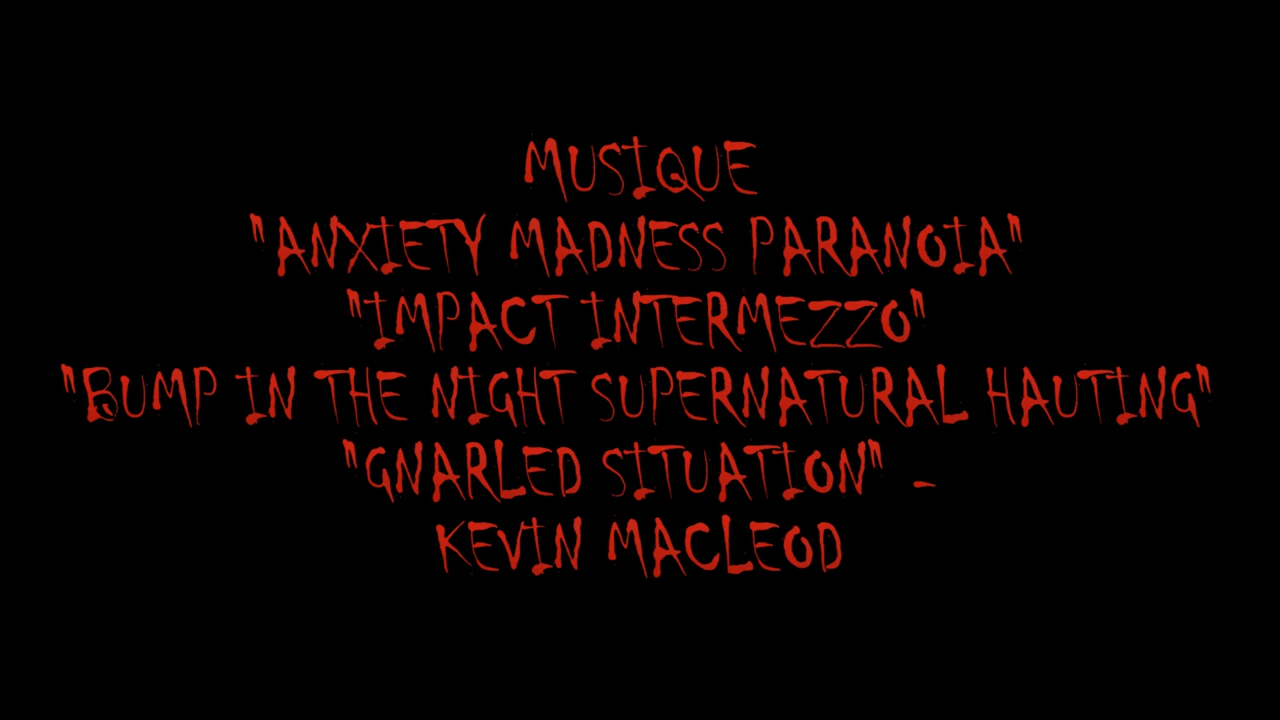 MUSIQUE
"ANXIETY MADNESS PARANOIA"
"IMPACT INTERMEZZO"
"BUMP IN THE NIGHT SUPERNATURAL HAUTING"
"GNARLED SITUATION" -
KEVIN MACLEOD